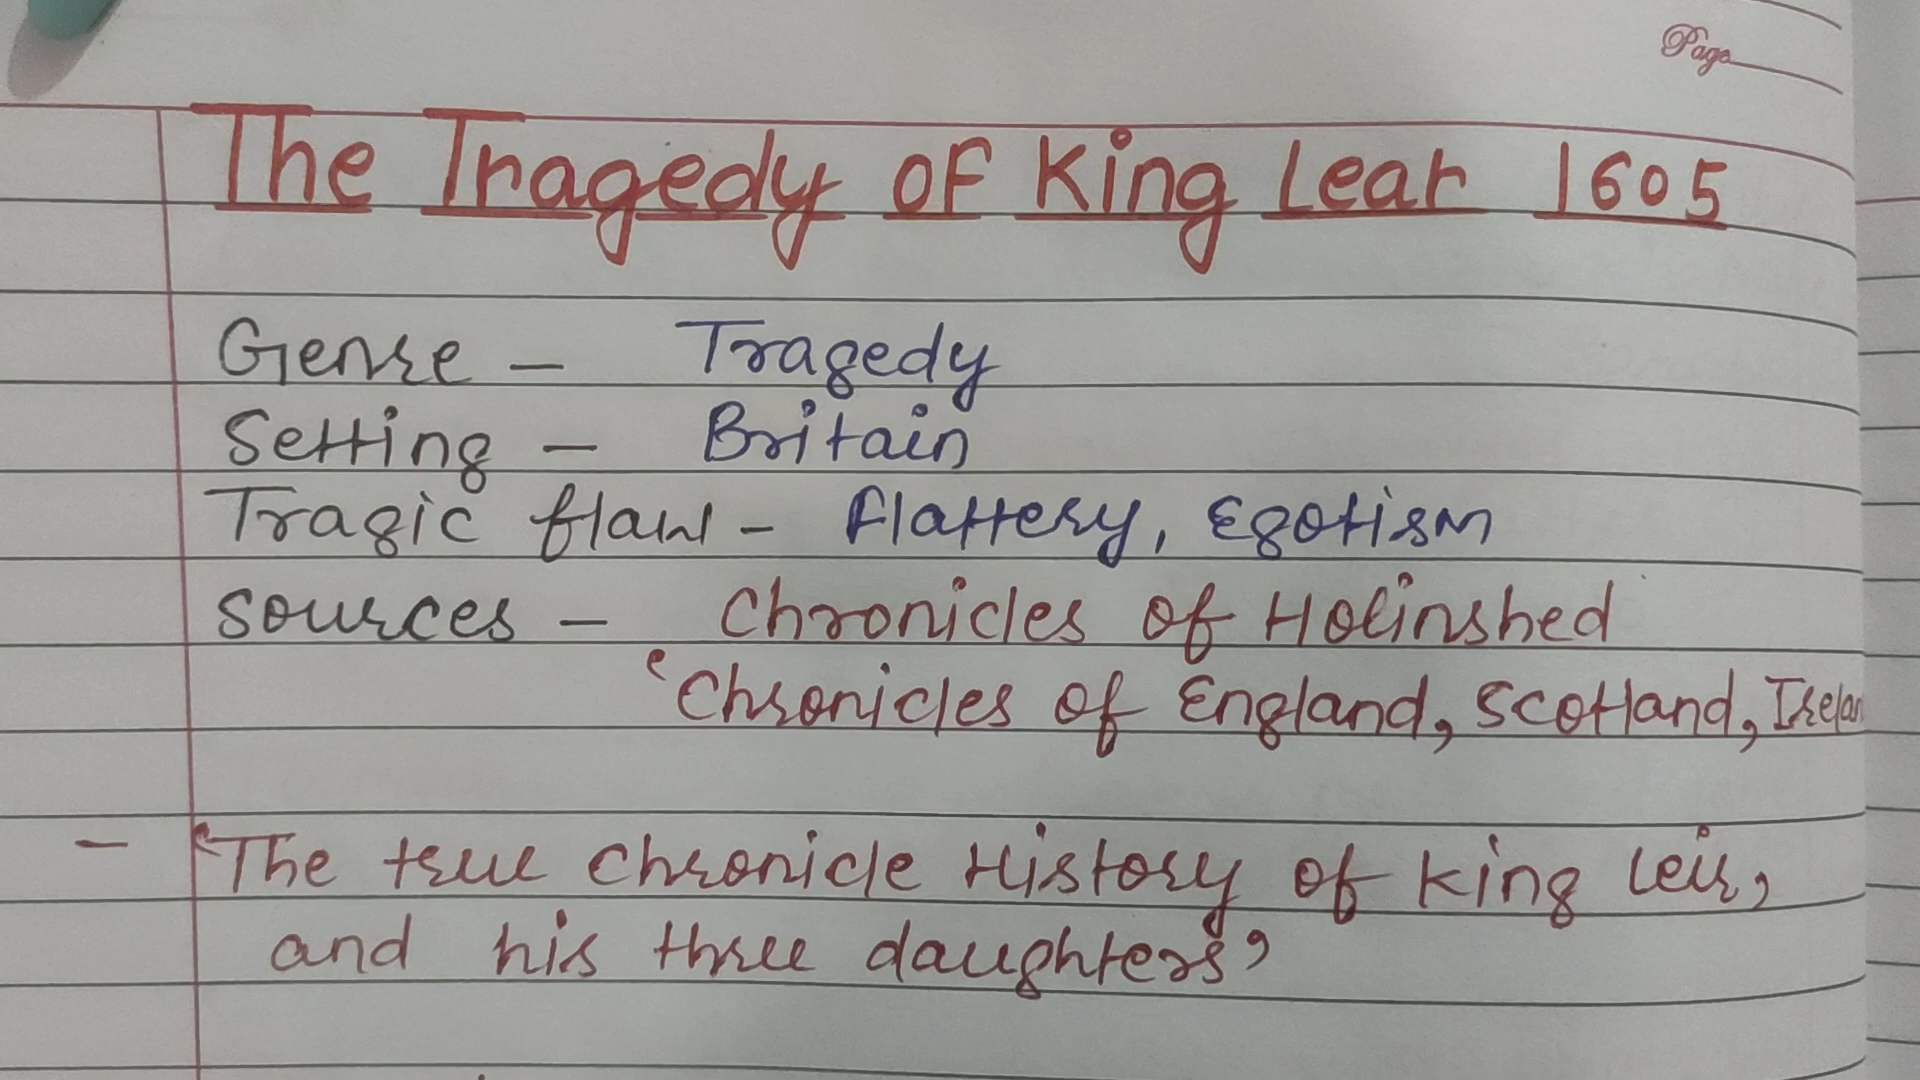 Page
The Tragedy of King Lear 1605
Genre - Tragedy
Setting - Britain
Tragic flaw - Flattery, Egotism
Sources - Chronicles of Holinshed
'Chronicles of England, Scotland, Irelan
- 'The true Chronicle History of King Leir,
and his three daughters'